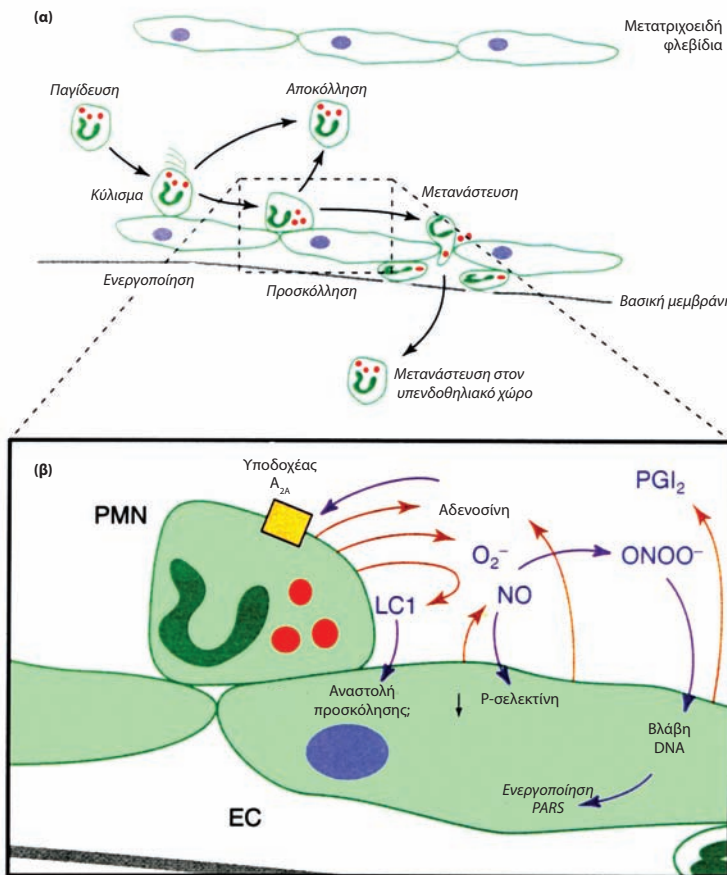 (α)
Μετατριχοειδή
φλεβίδια
Παγίδευση
Αποκόλληση
Κύλισμα
Μετανάστευση
Ενεργοποίηση
Προσκόλληση
Βασική μεμβράνη
Μετανάστευση στον
υπενδοθηλιακό χώρο
(β)
Υποδοχέας
A2A
PMN
Αδενοσίνη
PGI2
O2−
ONOO−
LC1
NO
Αναστολή
προσκόλησης;
↓
P-σελεκτίνη
Βλάβη
DNA
Ενεργοποίηση
PARS
EC